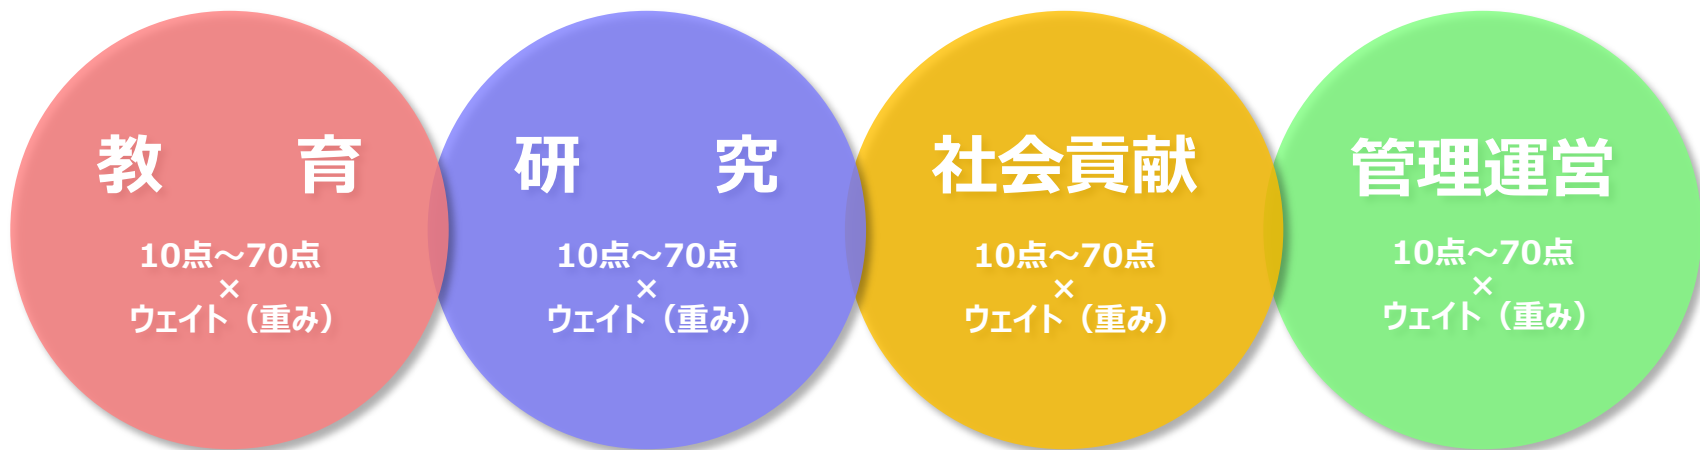 教　　育
10点～70点
×
ウェイト（重み）
研　　究
10点～70点
×
ウェイト（重み）
社会貢献
10点～70点
×
ウェイト（重み）
管理運営
10点～70点
×
ウェイト（重み）